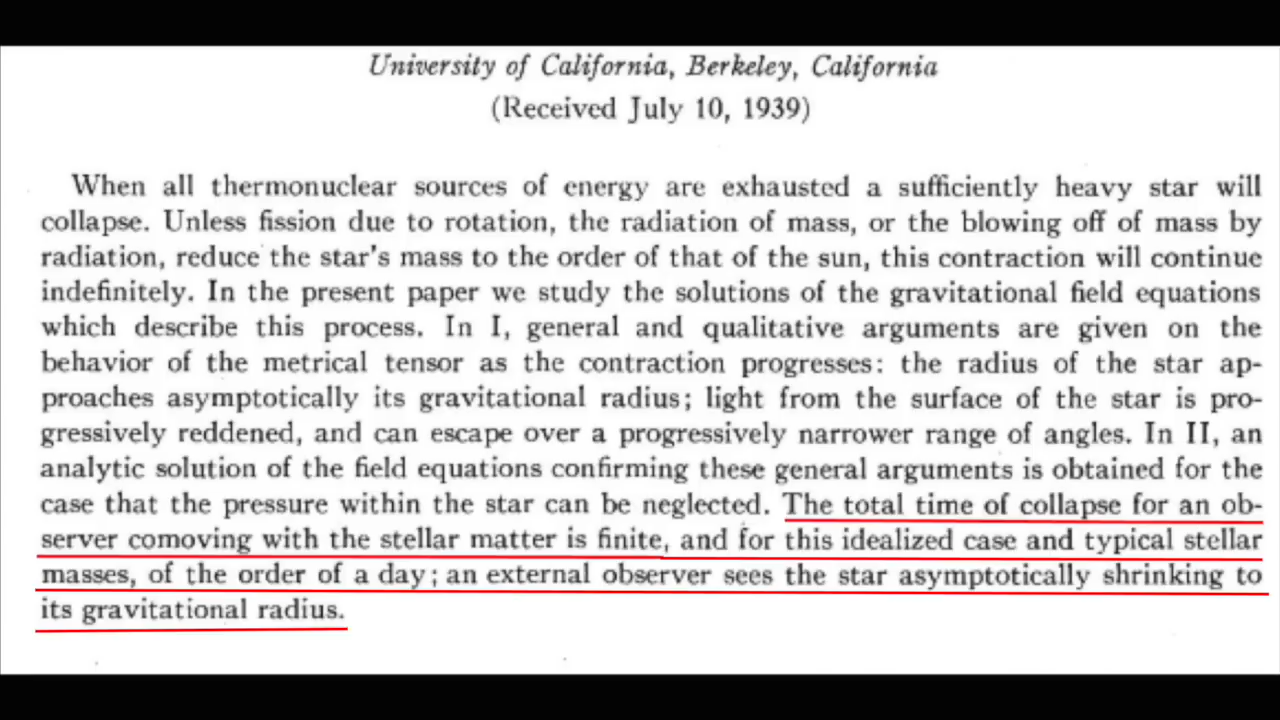 University of California, Berkeley, California
(Received July 10, 1939)
When all thermonuclear sources of energy are exhausted a sufficiently heavy star will
collapse. Unless fission due to rotation, the radiation of mass, or the blowing off of mass by
radiation, reduce the star's mass to the order of that of the sun, this contraction will continue
indefinitely. In the present paper we study the solutions of the gravitational field equations
which describe this process. In I, general and qualitative arguments are given on the
behavior of the metrical tensor as the contraction progresses: the radius of the star ap-
proaches asymptotically its gravitational radius; light from the surface of the star is pro-
gressively reddened, and can escape over a progressively narrower range of angles. In II, an
analytic solution of the field equations confirming these general arguments is obtained for the
case that the pressure within the star can be neglected. The total time of collapse for an ob-
server comoving with the stellar matter is finite, and for this idealized case and typical stellar
masses, of the order of a day; an external observer sees the star asymptotically shrinking to
its gravitational radius.